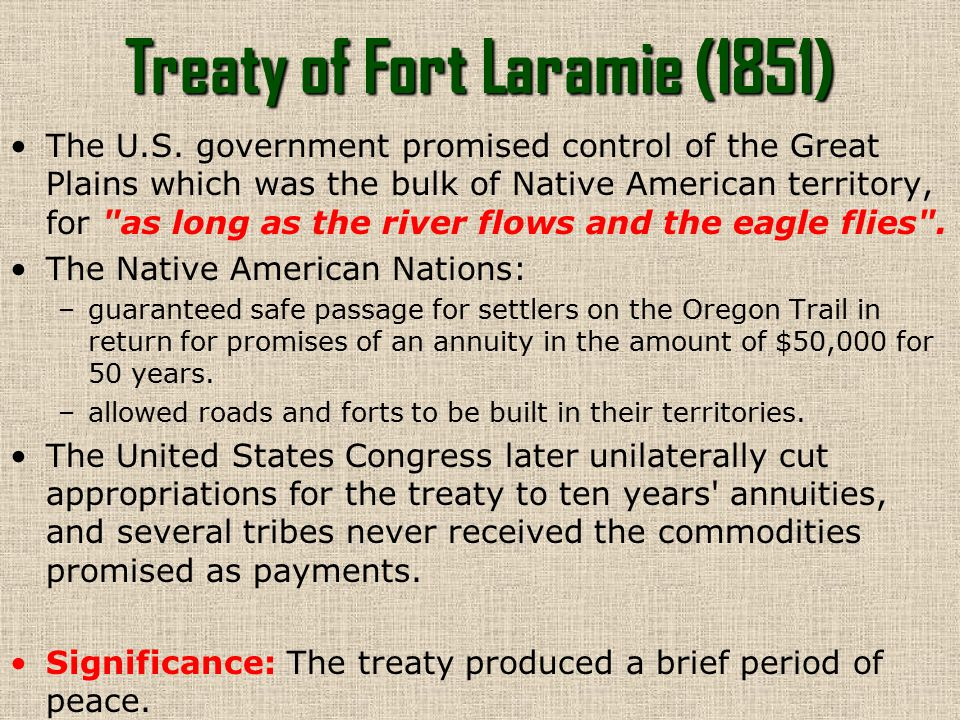 Treaty of Fort Laramie (1851)
• The U.S. government promised control of the Great
Plains which was the bulk of Native American territory,
for "as long as the river flows and the eagle flies".
• The Native American Nations:
– guaranteed safe passage for settlers on the Oregon Trail in
return for promises of an annuity in the amount of $50,000 for
50 years.
– allowed roads and forts to be built in their territories.
• The United States Congress later unilaterally cut
appropriations for the treaty to ten years' annuities,
and several tribes never received the commodities
promised as payments.
• Significance: The treaty produced a brief period of
peace.